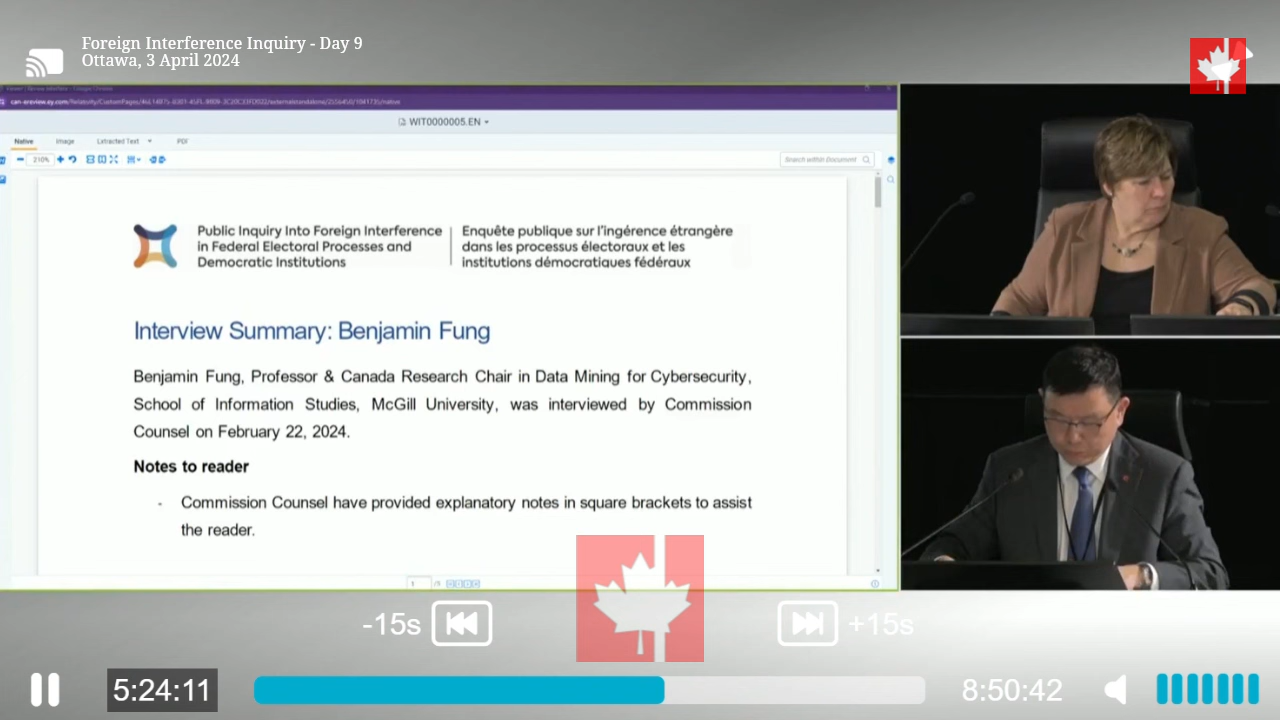 Foreign Interference Inquiry - Day 9
Ottawa, 3 April 2024
WIT0000005.EN
Native
Image
Extracted Text
PDF
210%
Search within Document
Public Inquiry Into Foreign Interference
in Federal Electoral Processes and
Democratic Institutions
Enquête publique sur l'ingérence étrangère
dans les processus électoraux et les
institutions démocratiques fédéraux
Interview Summary: Benjamin Fung
Benjamin Fung, Professor & Canada Research Chair in Data Mining for Cybersecurity,
School of Information Studies, McGill University, was interviewed by Commission
Counsel on February 22, 2024.
Notes to reader
- Commission Counsel have provided explanatory notes in square brackets to assist
the reader.
1
-15s
+15s
5:24:11
8:50:42